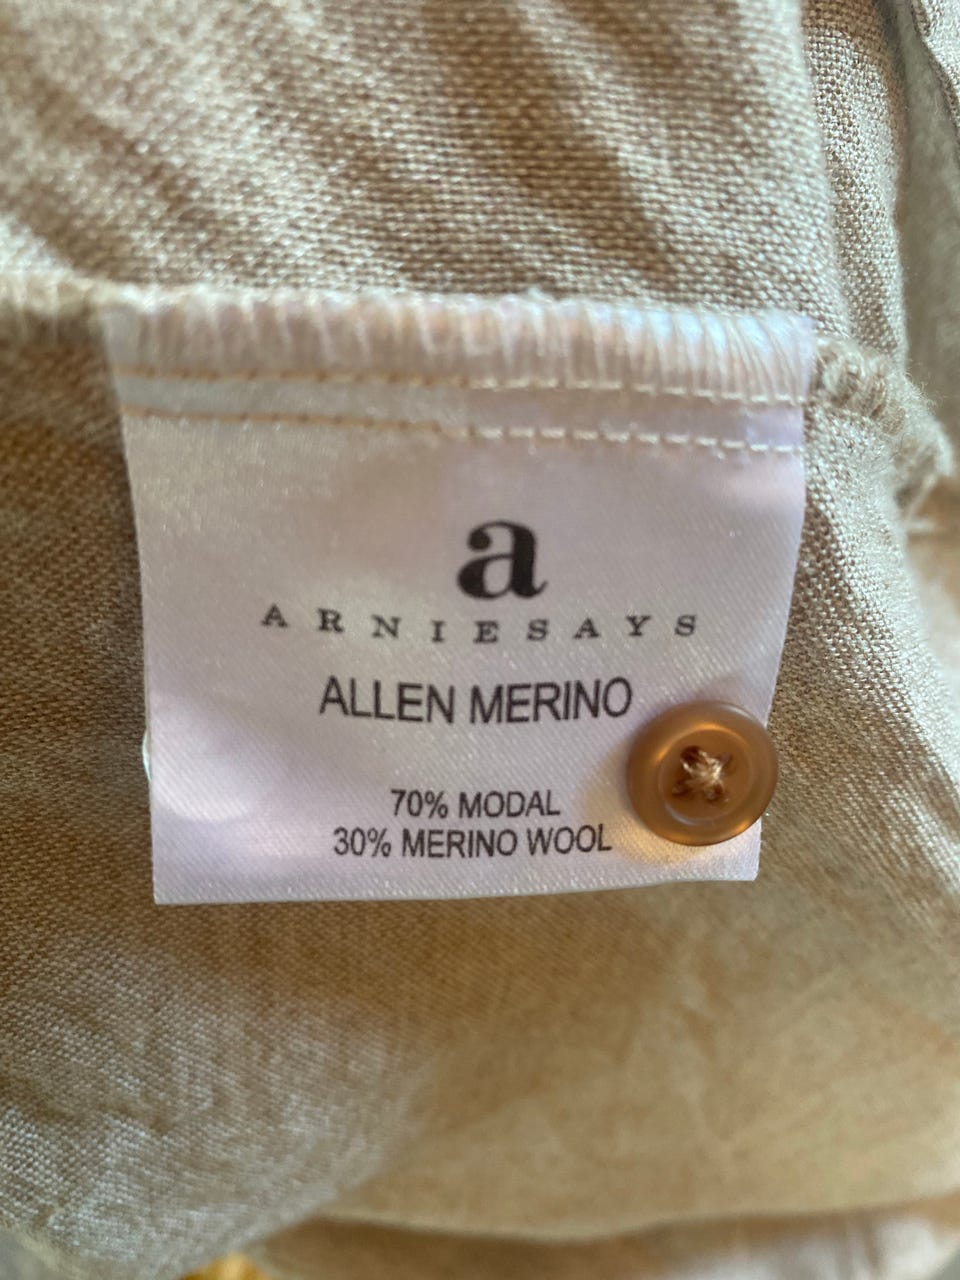 a
ARNIESAYS
ALLEN MERINO
70% MODAL
30% MERINO WOOL